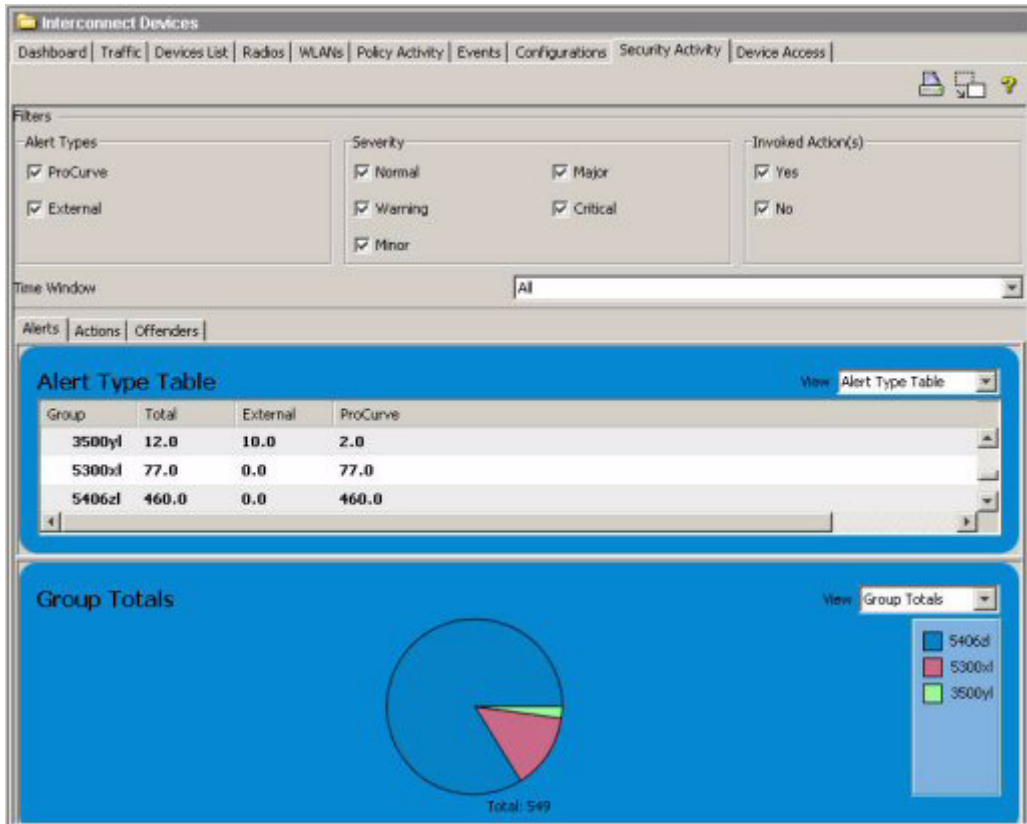 Interconnect Devices
Dashboard Traffic Devices List Radios WLANs Policy Activity Events Configurations Security Activity Device Access
Filters
Alert Types Severity Invoked Action(s)
ProCurve Normal Major Yes
External Warning Critical No
Minor
Time Window All
Alerts Actions Offenders
Alert Type Table View Alert Type Table
Group Total External ProCurve
3500yl 12.0 10.0 2.0
5300xl 77.0 0.0 77.0
5406zl 460.0 0.0 460.0
Group Totals View Group Totals
5406zl
5300xl
3500yl
Total: 549